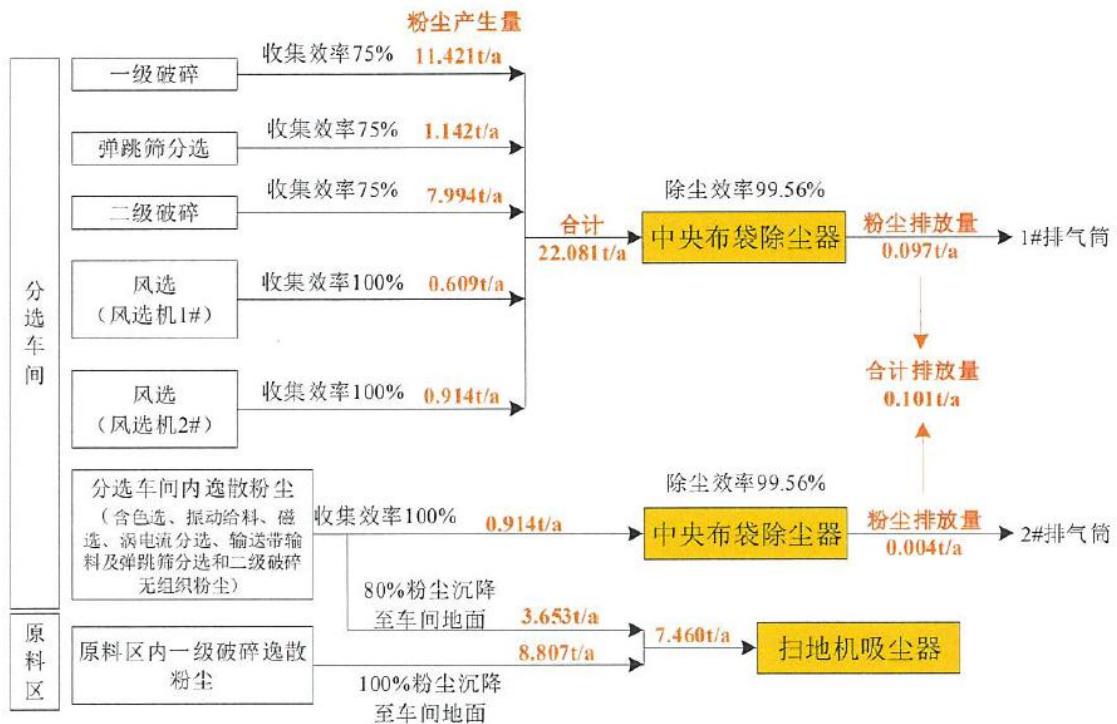 粉尘产生量
一级破碎
收集效率75%
11.421t/a
弹跳筛分选
收集效率75%
1.142t/a
二级破碎
收集效率75%
7.994t/a
风选
（风选机1#）
收集效率100%
0.609t/a
风选
（风选机2#）
收集效率100%
0.914t/a
合计
22.081t/a
除尘效率99.56%
中央布袋除尘器
粉尘排放量
0.097t/a
1#排气筒
合计排放量
0.101t/a
分选车间
分选车间内逸散粉尘
（含色选、振动给料、磁
选、涡电流分选、输送带输
料及弹跳筛分选和二级破碎
无组织粉尘）
收集效率100%
0.914t/a
除尘效率99.56%
中央布袋除尘器
粉尘排放量
0.004t/a
2#排气筒
80%粉尘沉降
至车间地面
3.653t/a
原料区
原料区内一级破碎逸散
粉尘
8.807t/a
100%粉尘沉降
至车间地面
7.460t/a
扫地机吸尘器